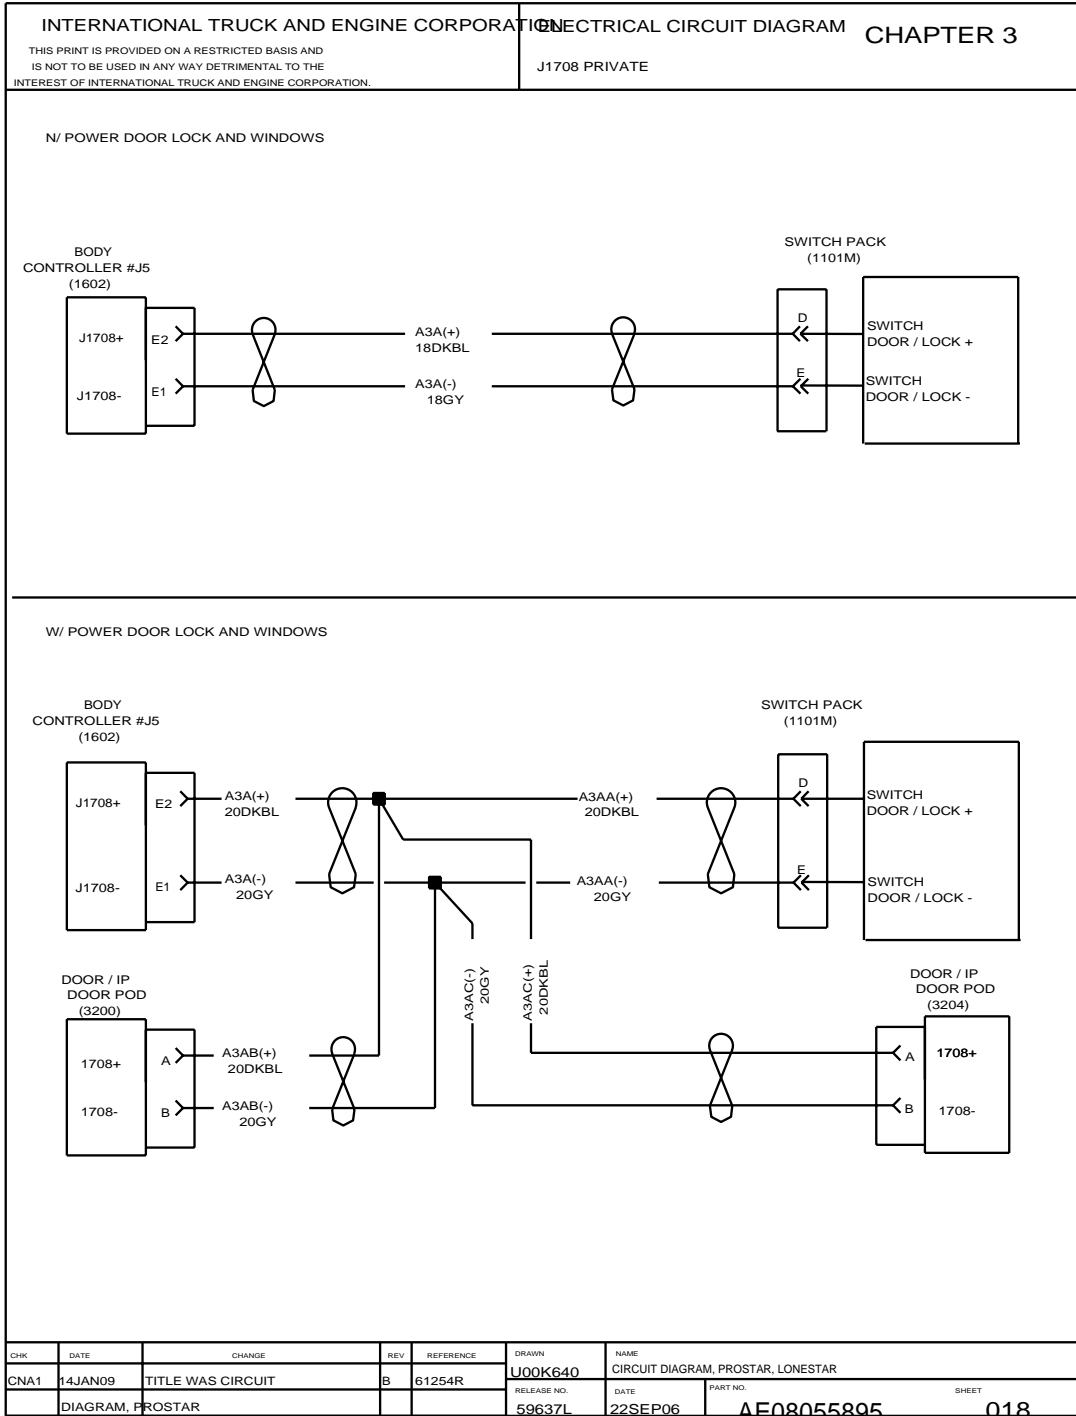 INTERNATIONAL TRUCK AND ENGINE CORPORATION
ELECTRICAL CIRCUIT DIAGRAM
CHAPTER 3
THIS PRINT IS PROVIDED ON A RESTRICTED BASIS AND
IS NOT TO BE USED IN ANY WAY DETRIMENTAL TO THE
INTEREST OF INTERNATIONAL TRUCK AND ENGINE CORPORATION.
J1708 PRIVATE
N/ POWER DOOR LOCK AND WINDOWS
BODY
CONTROLLER #J5
(1602)
J1708+
E2
J1708-
E1
A3A(+)
18DKBL
A3A(-)
18GY
SWITCH PACK
(1101M)
D
E
SWITCH
DOOR / LOCK +
SWITCH
DOOR / LOCK -
W/ POWER DOOR LOCK AND WINDOWS
BODY
CONTROLLER #J5
(1602)
J1708+
E2
J1708-
E1
A3A(+)
20DKBL
A3A(-)
20GY
A3AA(+)
20DKBL
A3AA(-)
20GY
SWITCH PACK
(1101M)
D
E
SWITCH
DOOR / LOCK +
SWITCH
DOOR / LOCK -
DOOR / IP
DOOR POD
(3200)
1708+
A
1708-
B
A3AB(+)
20DKBL
A3AB(-)
20GY
A3AC(-)
20GY
A3AC(+)
20DKBL
DOOR / IP
DOOR POD
(3204)
A
1708+
B
1708-
CHK
DATE
CHANGE
REV
REFERENCE
CNA1
14JAN09
TITLE WAS CIRCUIT
B
61254R
DIAGRAM, PROSTAR
DRAWN
U00K640
NAME
CIRCUIT DIAGRAM, PROSTAR, LONESTAR
RELEASE NO.
59637L
DATE
22SEP06
PART NO.
AE08055895
SHEET
018